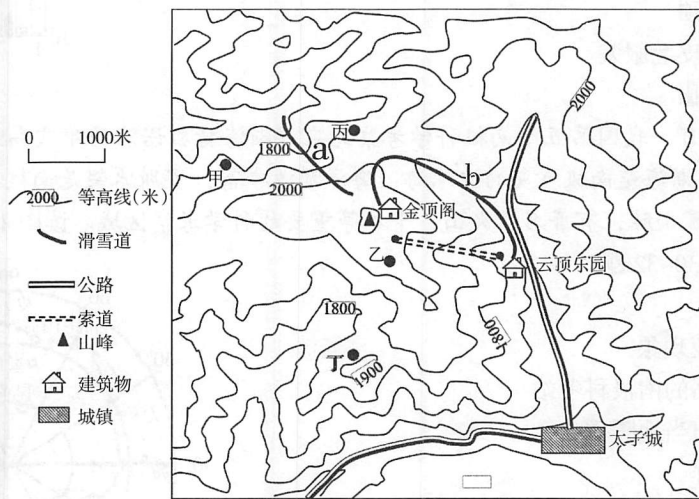 0 1000米
2000 等高线(米)
滑雪道
公路
索道
山峰
建筑物
城镇
2000
丙
a
1800
甲
b
2000
金顶阁
乙
云顶乐园
1800
1800
丁
1900
太子城